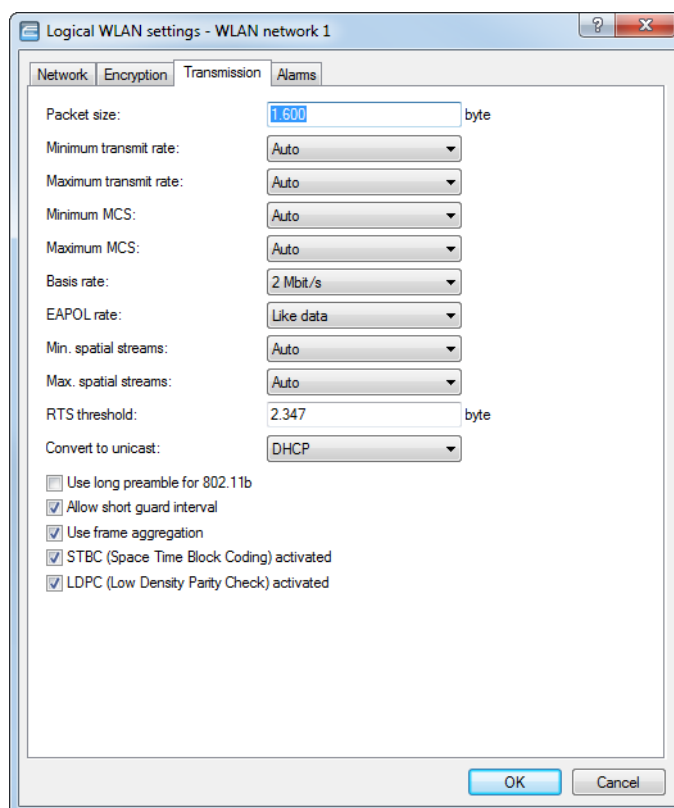 Logical WLAN settings - WLAN network 1
Network Encryption Transmission Alarms
Packet size: 1.600 byte
Minimum transmit rate: Auto
Maximum transmit rate: Auto
Minimum MCS: Auto
Maximum MCS: Auto
Basis rate: 2 Mbit/s
EAPOL rate: Like data
Min. spatial streams: Auto
Max. spatial streams: Auto
RTS threshold: 2.347 byte
Convert to unicast: DHCP
Use long preamble for 802.11b
Allow short guard interval
Use frame aggregation
STBC (Space Time Block Coding) activated
LDPC (Low Density Parity Check) activated
OK Cancel